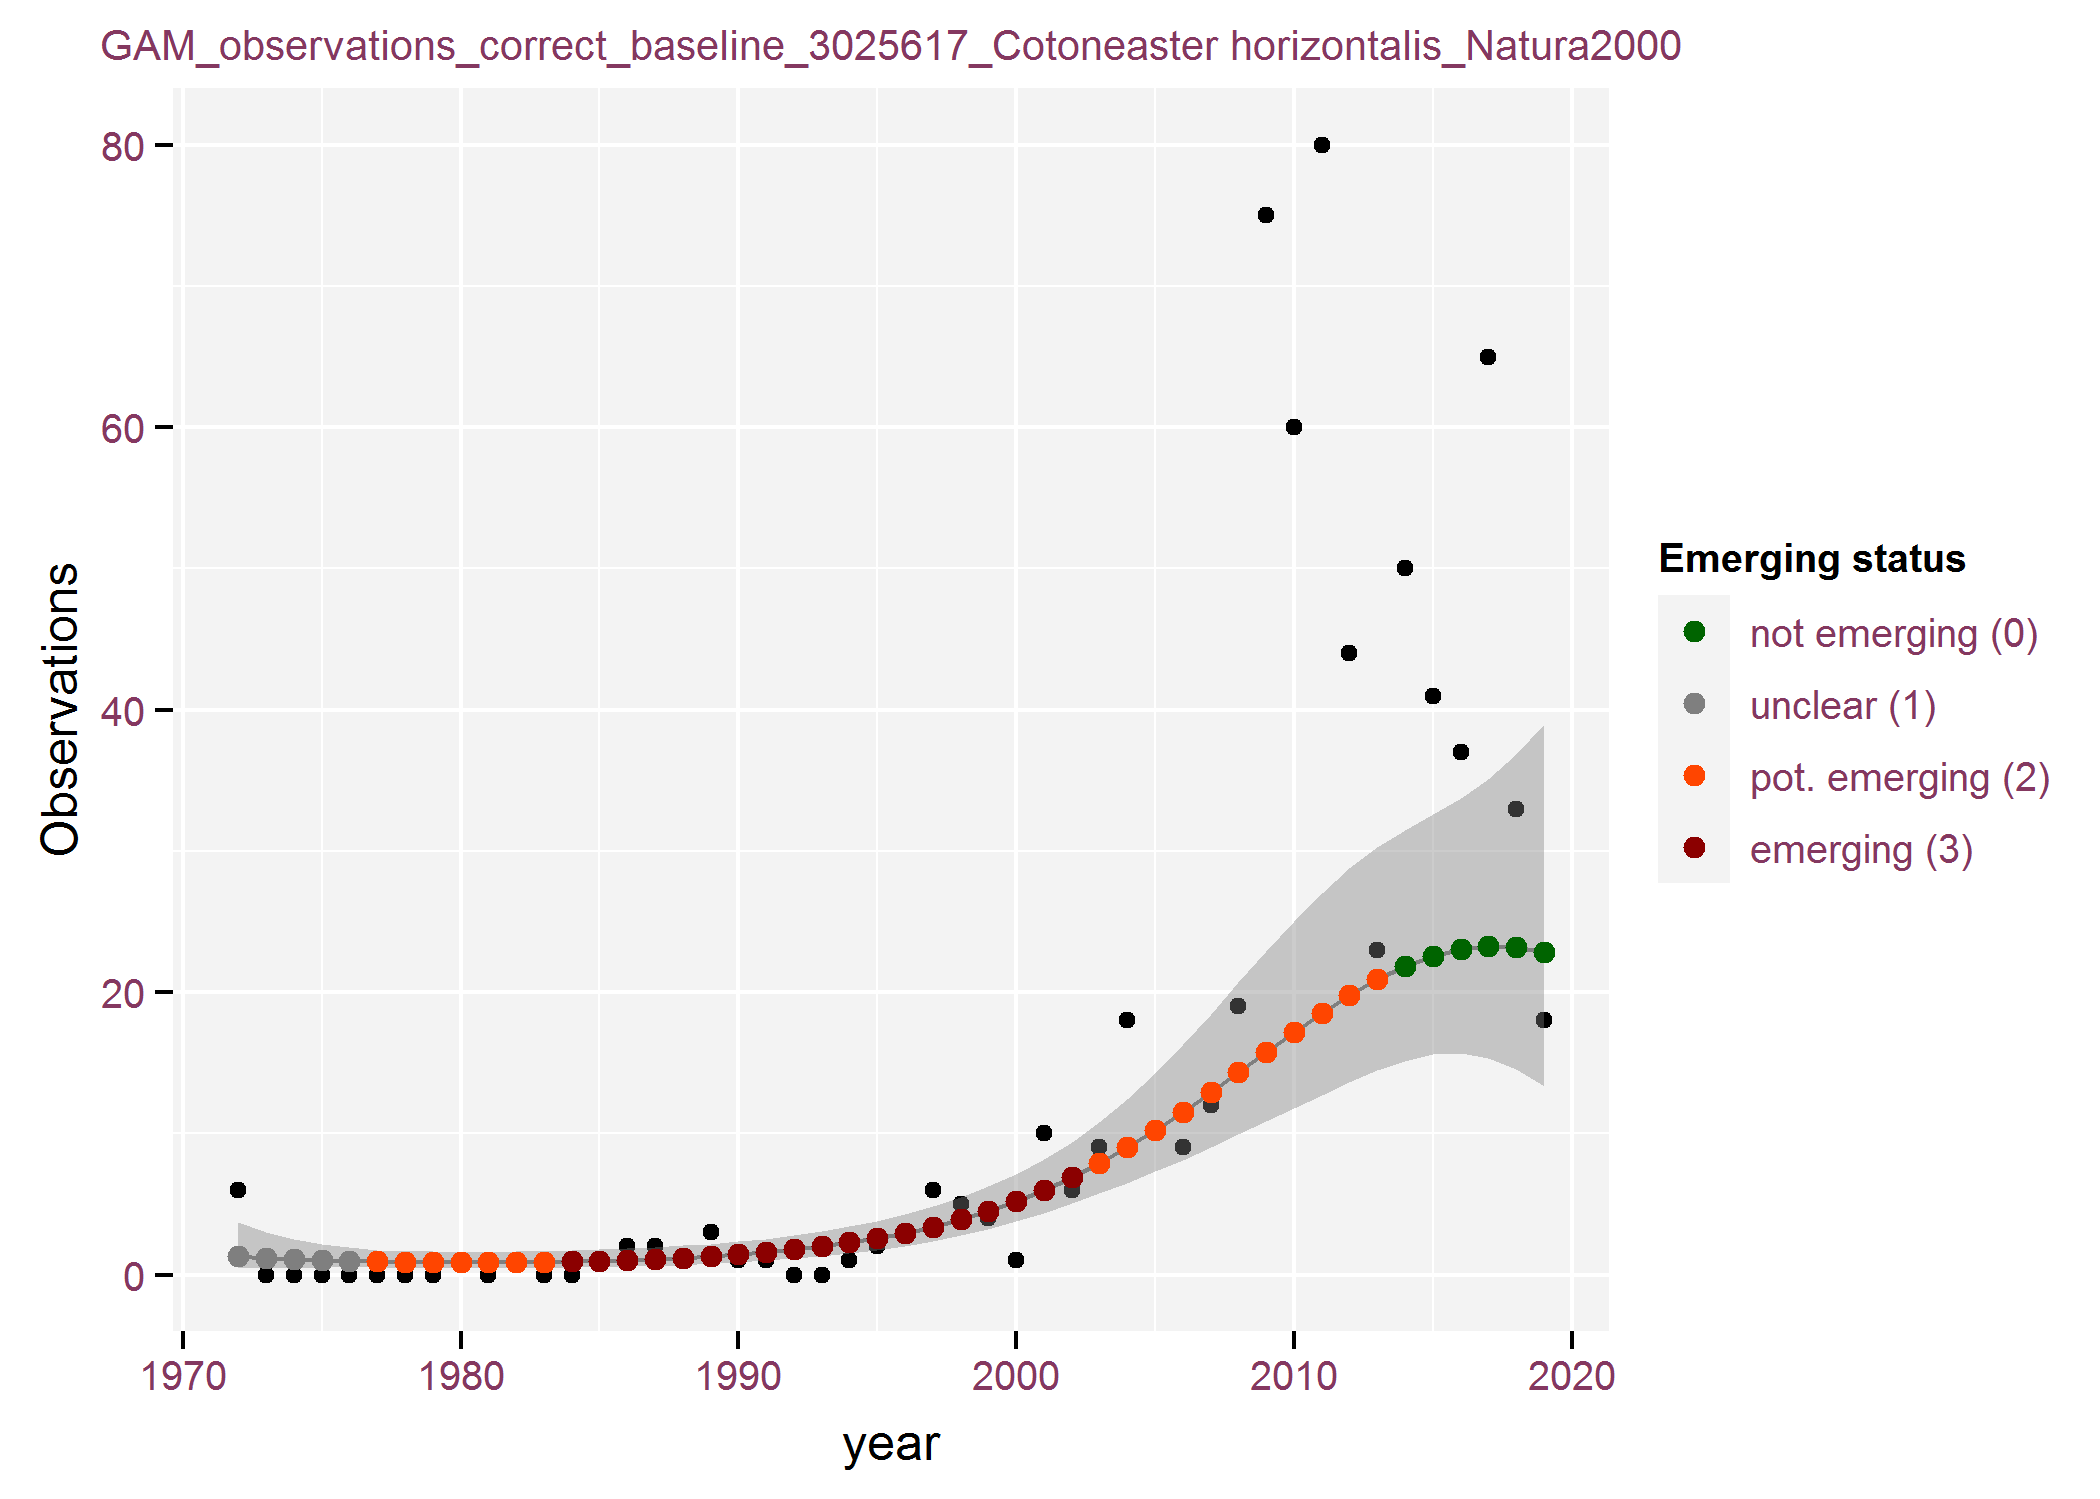 GAM_observations_correct_baseline_3025617_Cotoneaster horizontalis_Natura2000
80
60
40
20
0
Observations
1970 1980 1990 2000 2010 2020
year
Emerging status
not emerging (0)
unclear (1)
pot. emerging (2)
emerging (3)